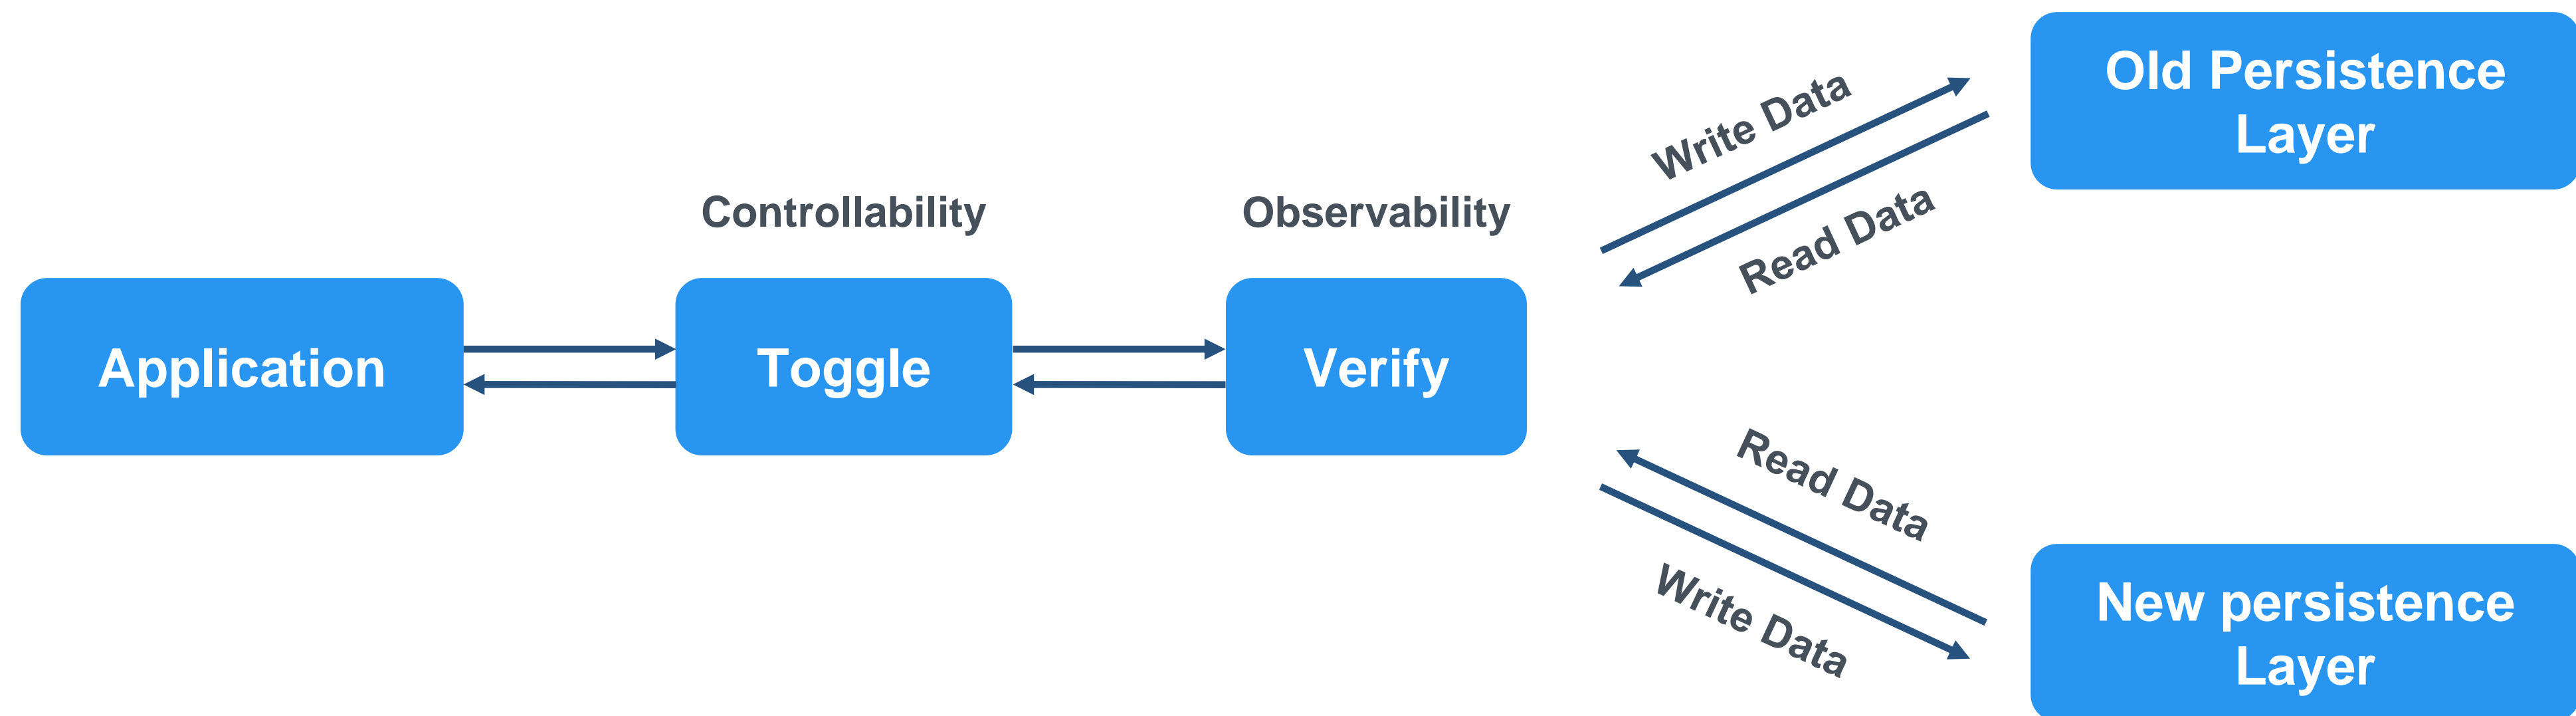 Old Persistence
Layer
Write Data
Read Data
Controllability
Observability
Application
Toggle
Verify
Read Data
Write Data
New persistence
Layer